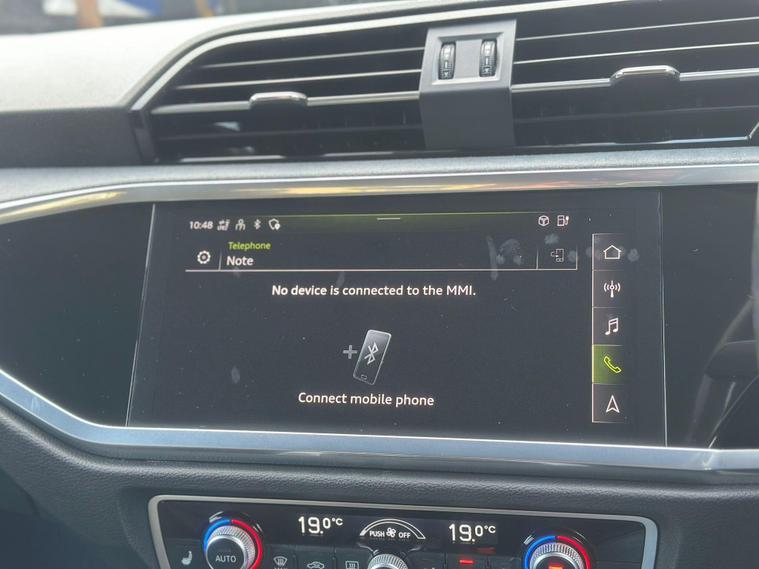 10:48
Telephone
Note
No device is connected to the MMI.
Connect mobile phone
19.0°C
PUSH OFF
19.0°C
AUTO